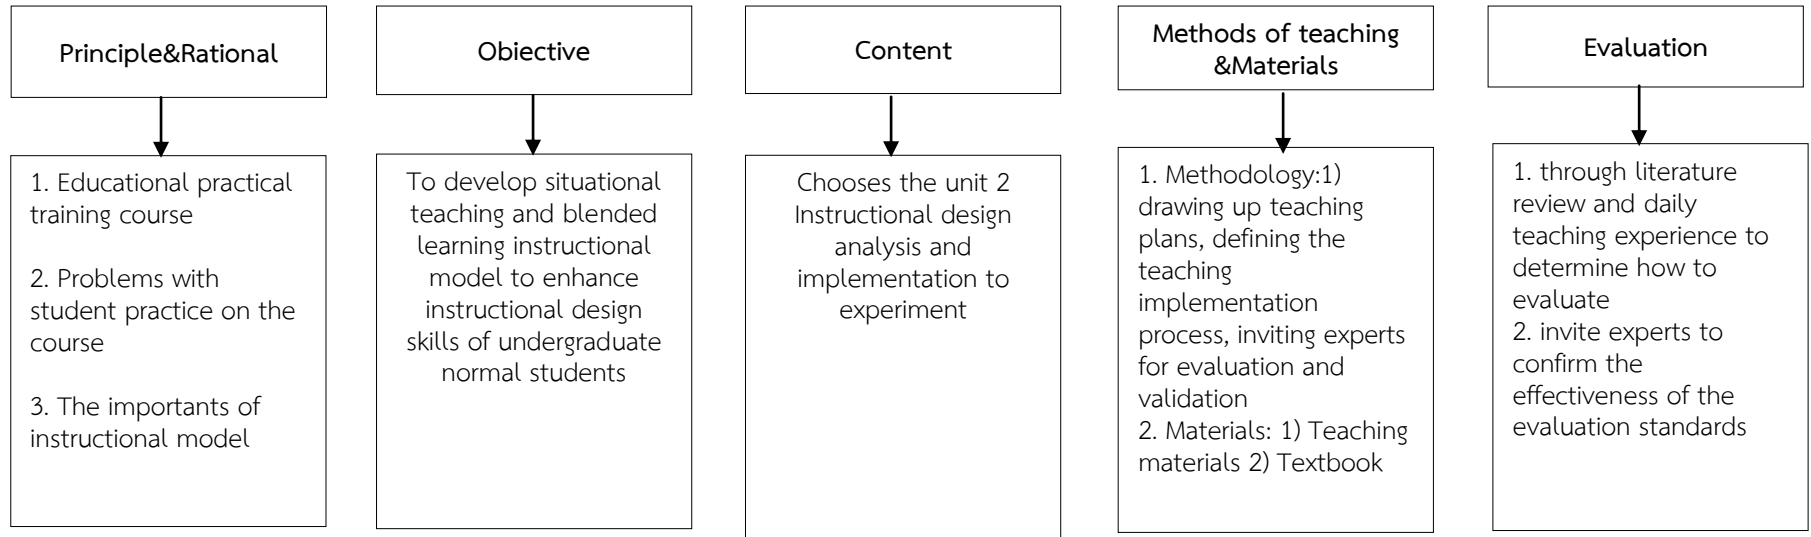 Principle&Rational
1. Educational practical
training course
2. Problems with
student practice on the
course
3. The importants of
instructional model
Obiective
To develop situational
teaching and blended
learning instructional
model to enhance
instructional design
skills of undergraduate
normal students
Content
Chooses the unit 2
Instructional design
analysis and
implementation to
experiment
Methods of teaching
&Materials
1. Methodology:1)
drawing up teaching
plans, defining the
teaching
implementation
process, inviting experts
for evaluation and
validation
2. Materials: 1) Teaching
materials 2) Textbook
Evaluation
1. through literature
review and daily
teaching experience to
determine how to
evaluate
2. invite experts to
confirm the
effectiveness of the
evaluation standards